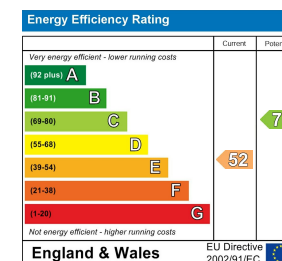 Energy Efficiency Rating
Current
Very energy efficient - lower running costs
(92 plus) A
(81-91) B
(69-80) C
(55-68) D
(39-54) E
52
(21-38) F
(1-20) G
Not energy efficient - higher running costs
England & Wales
EU Directive
2002/91/EC